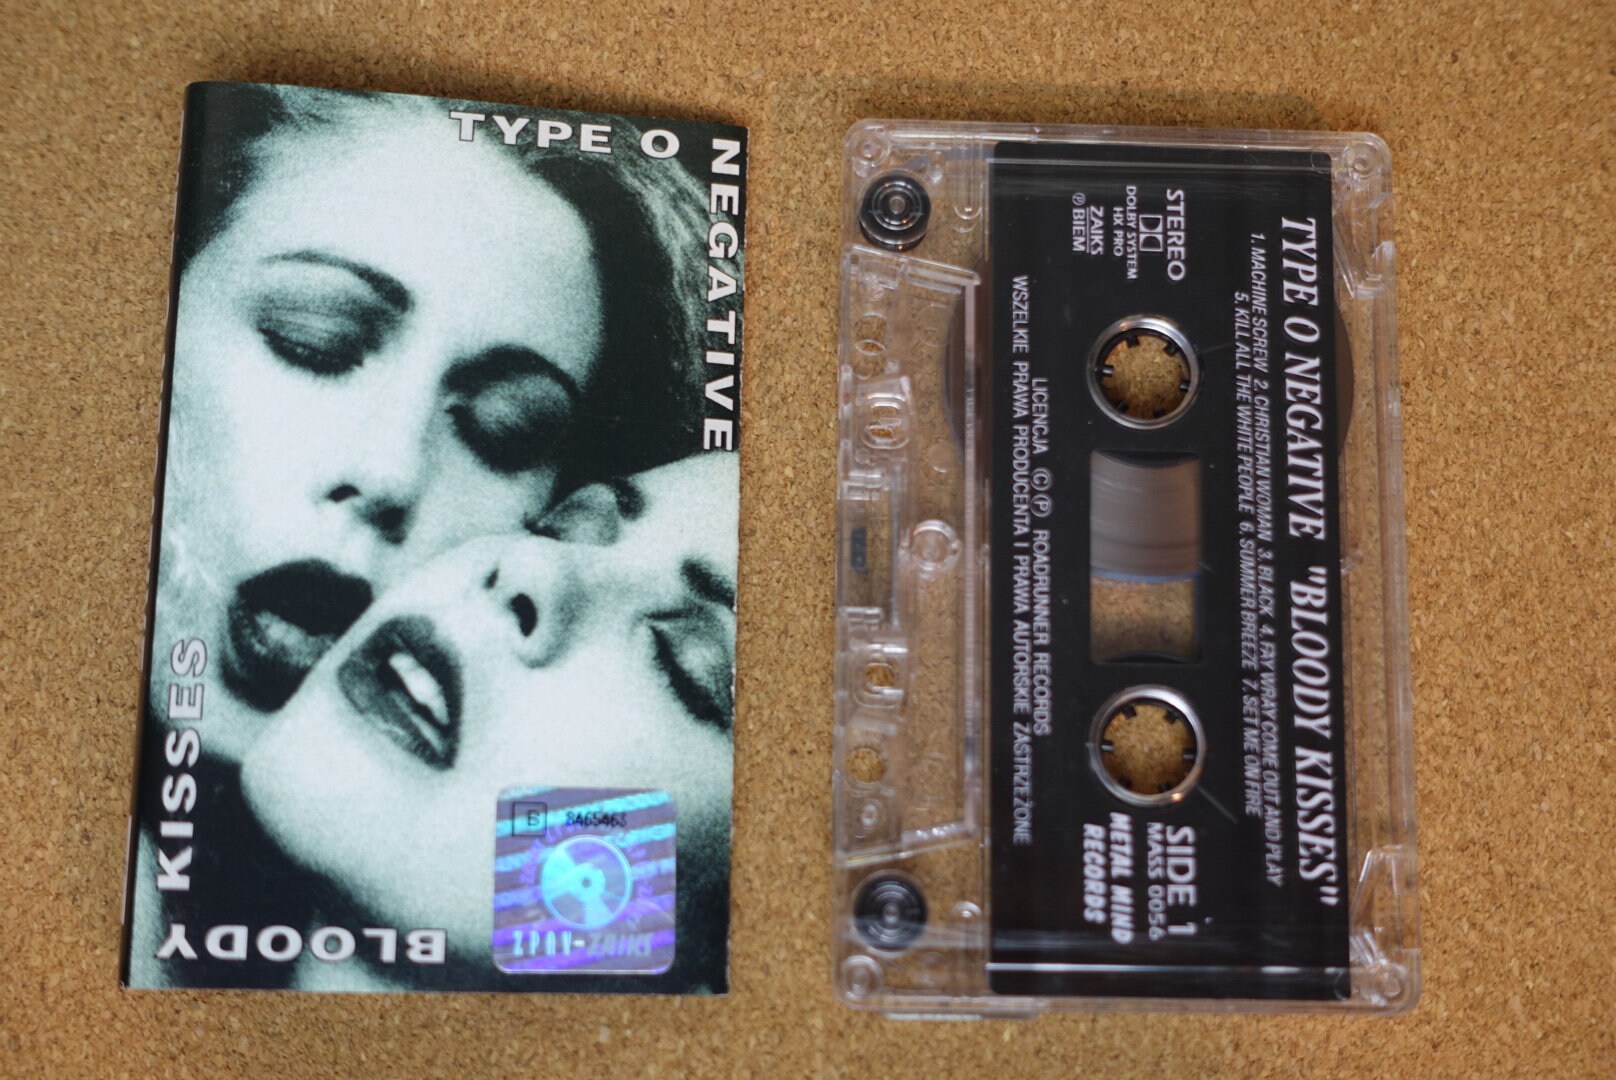 TYPE O NEGATIVE
BLOODY KISSES
B 8465463
ZPAV-ZAIKS
TYPE O NEGATIVE "BLOODY KISSES"
1. MACHINE SCREW 2. CHRISTIAN WOMAN 3. BLACK 4. FAY WRAY COME OUT AND PLAY
5. KILL ALL THE WHITE PEOPLE 6. SUMMER BREEZE 7. SET ME ON FIRE
STEREO
DOLBY SYSTEM
HX PRO
ZAIKS
℗ BIEM
SIDE 1
MASS 0056
METAL MIND
RECORDS
LICENCJA © ℗ ROADRUNNER RECORDS
WSZELKIE PRAWA PRODUCENTA I PRAWA AUTORSKIE ZASTRZEŻONE